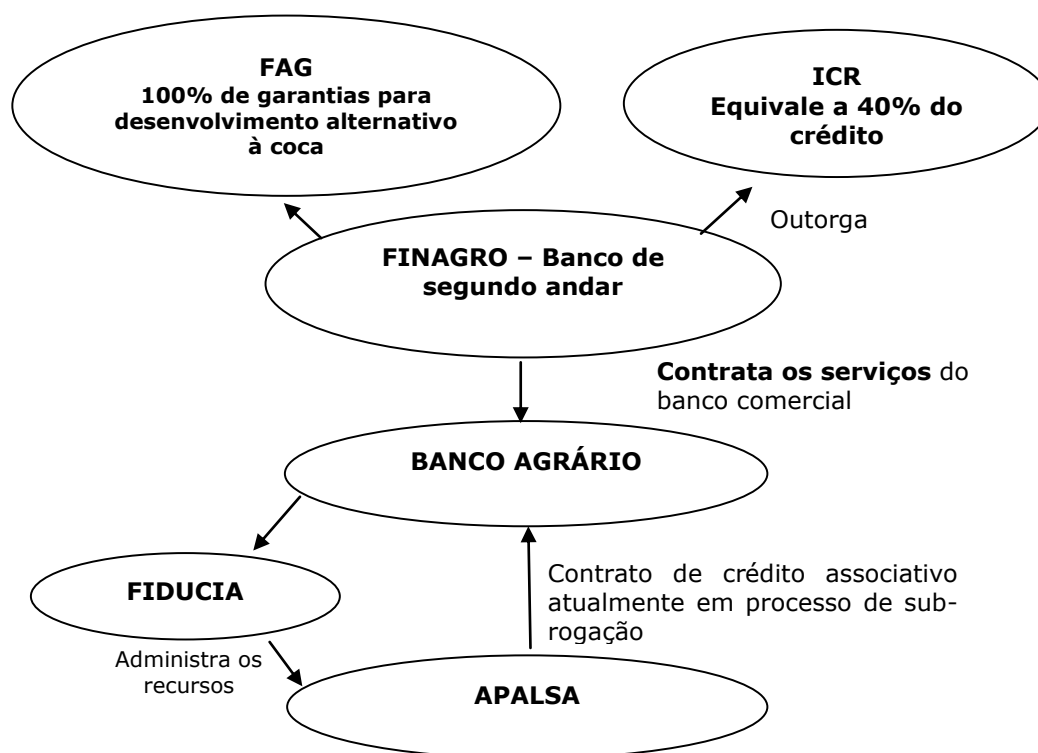 FAG
100% de garantias para
desenvolvimento alternativo
à coca
ICR
Equivale a 40% do
crédito
Outorga
FINAGRO – Banco de
segundo andar
Contrata os serviços do
banco comercial
BANCO AGRÁRIO
FIDUCIA
Contrato de crédito associativo
atualmente em processo de sub-
rogação
Administra os
recursos
APALSA